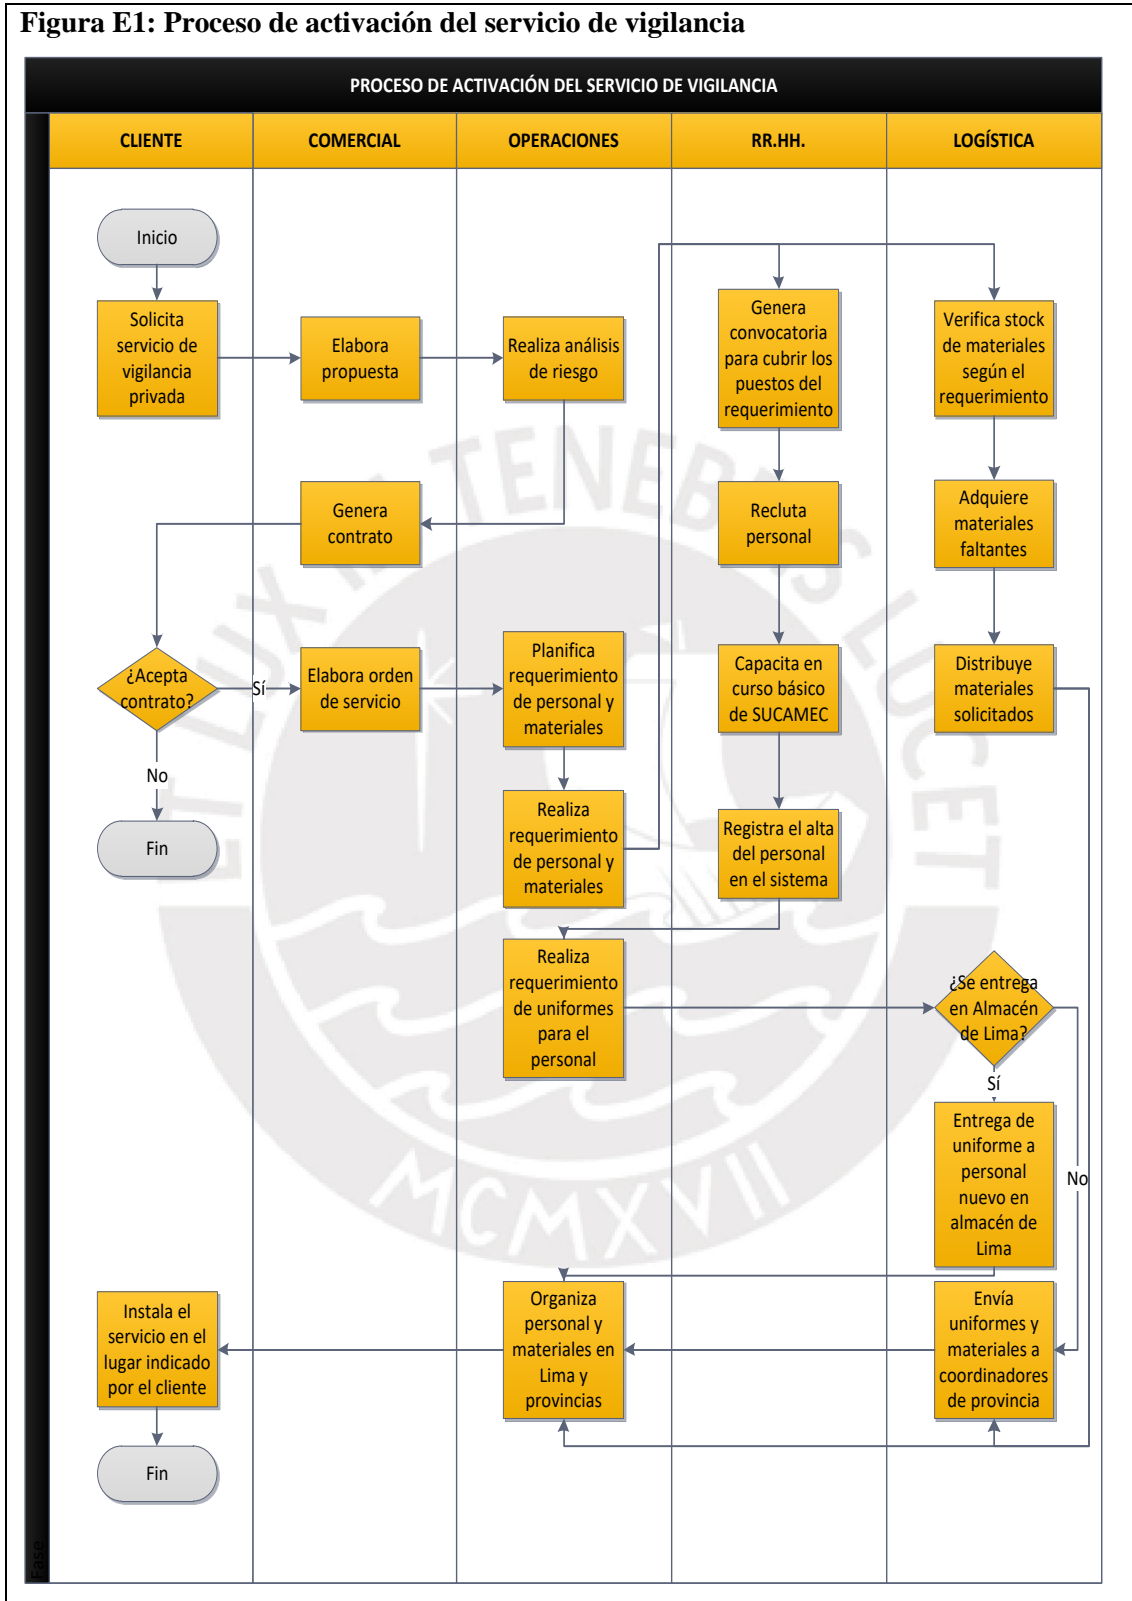 Figura E1: Proceso de activación del servicio de vigilancia
PROCESO DE ACTIVACIÓN DEL SERVICIO DE VIGILANCIA
CLIENTE
COMERCIAL
OPERACIONES
RR.HH.
LOGÍSTICA
Inicio
Solicita
servicio de
vigilancia
privada
Elabora
propuesta
Realiza análisis
de riesgo
Genera
convocatoria
para cubrir los
puestos del
requerimiento
Verifica stock
de materiales
según el
requerimiento
Genera
contrato
Recluta
personal
Adquiere
materiales
faltantes
¿Acepta
contrato?
Sí
Elabora orden
de servicio
Planifica
requerimiento
de personal y
materiales
Capacita en
curso básico
de SUCAMEC
Distribuye
materiales
solicitados
No
Fin
Realiza
requerimiento
de personal y
materiales
Registra el alta
del personal
en el sistema
Realiza
requerimiento
de uniformes
para el
personal
¿Se entrega
en Almacén
de Lima?
Sí
No
Entrega de
uniforme a
personal
nuevo en
almacén de
Lima
Instala el
servicio en el
lugar indicado
por el cliente
Organiza
personal y
materiales en
Lima y
provincias
Envía
uniformes y
materiales a
coordinadores
de provincia
Fin
Fase
ET LUX IN TENEBRIS LUCET
MCMXVII